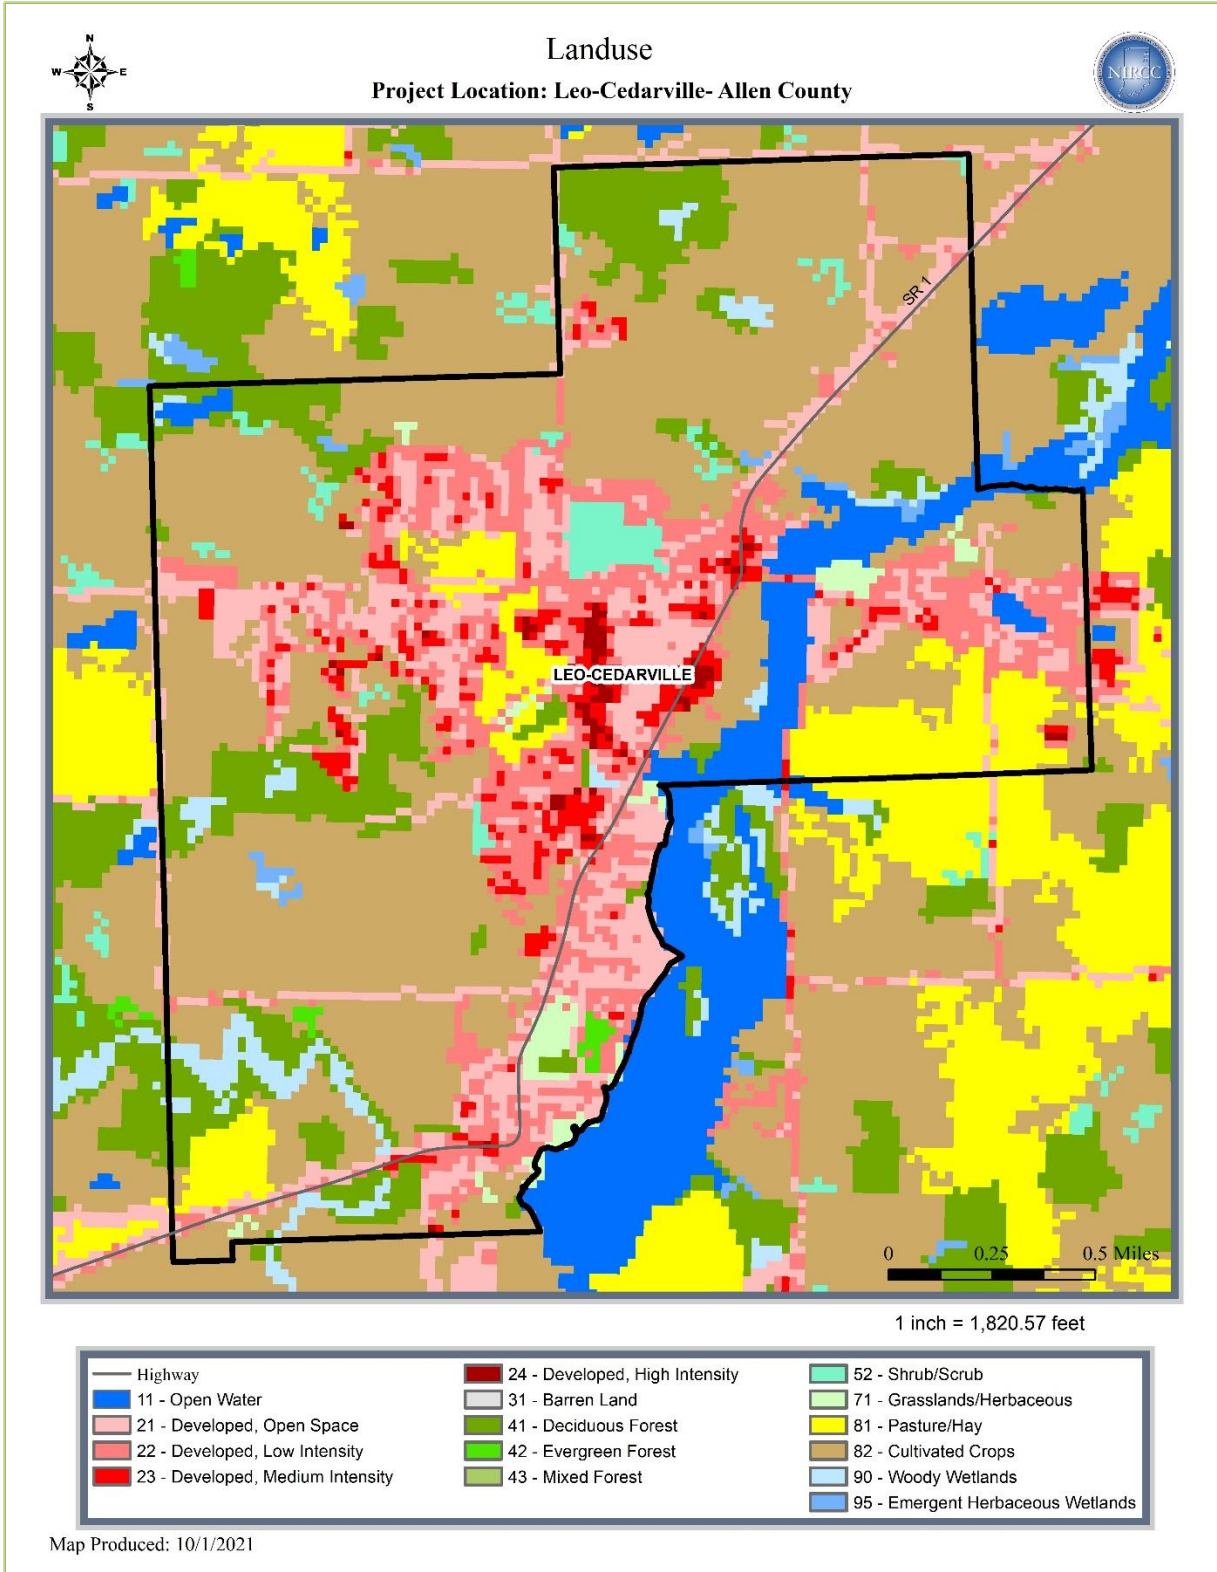 Landuse
Project Location: Leo-Cedarville- Allen County
N
W E
S
NIRCC
SR 1
LEO-CEDARVILLE
0 0.25 0.5 Miles
1 inch = 1,820.57 feet
Highway
11 - Open Water
21 - Developed, Open Space
22 - Developed, Low Intensity
23 - Developed, Medium Intensity
24 - Developed, High Intensity
31 - Barren Land
41 - Deciduous Forest
42 - Evergreen Forest
43 - Mixed Forest
52 - Shrub/Scrub
71 - Grasslands/Herbaceous
81 - Pasture/Hay
82 - Cultivated Crops
90 - Woody Wetlands
95 - Emergent Herbaceous Wetlands
Map Produced: 10/1/2021